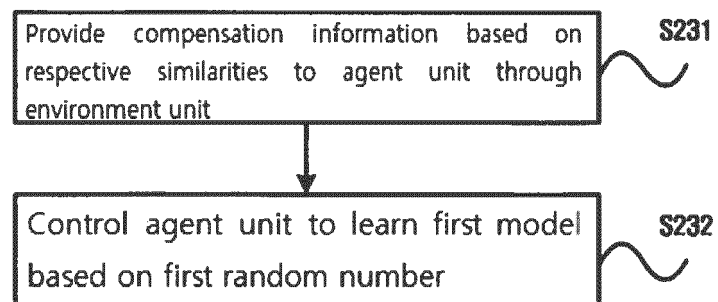 Provide compensation information based on
respective similarities to agent unit through
environment unit
S231
Control agent unit to learn first model
based on first random number
S232